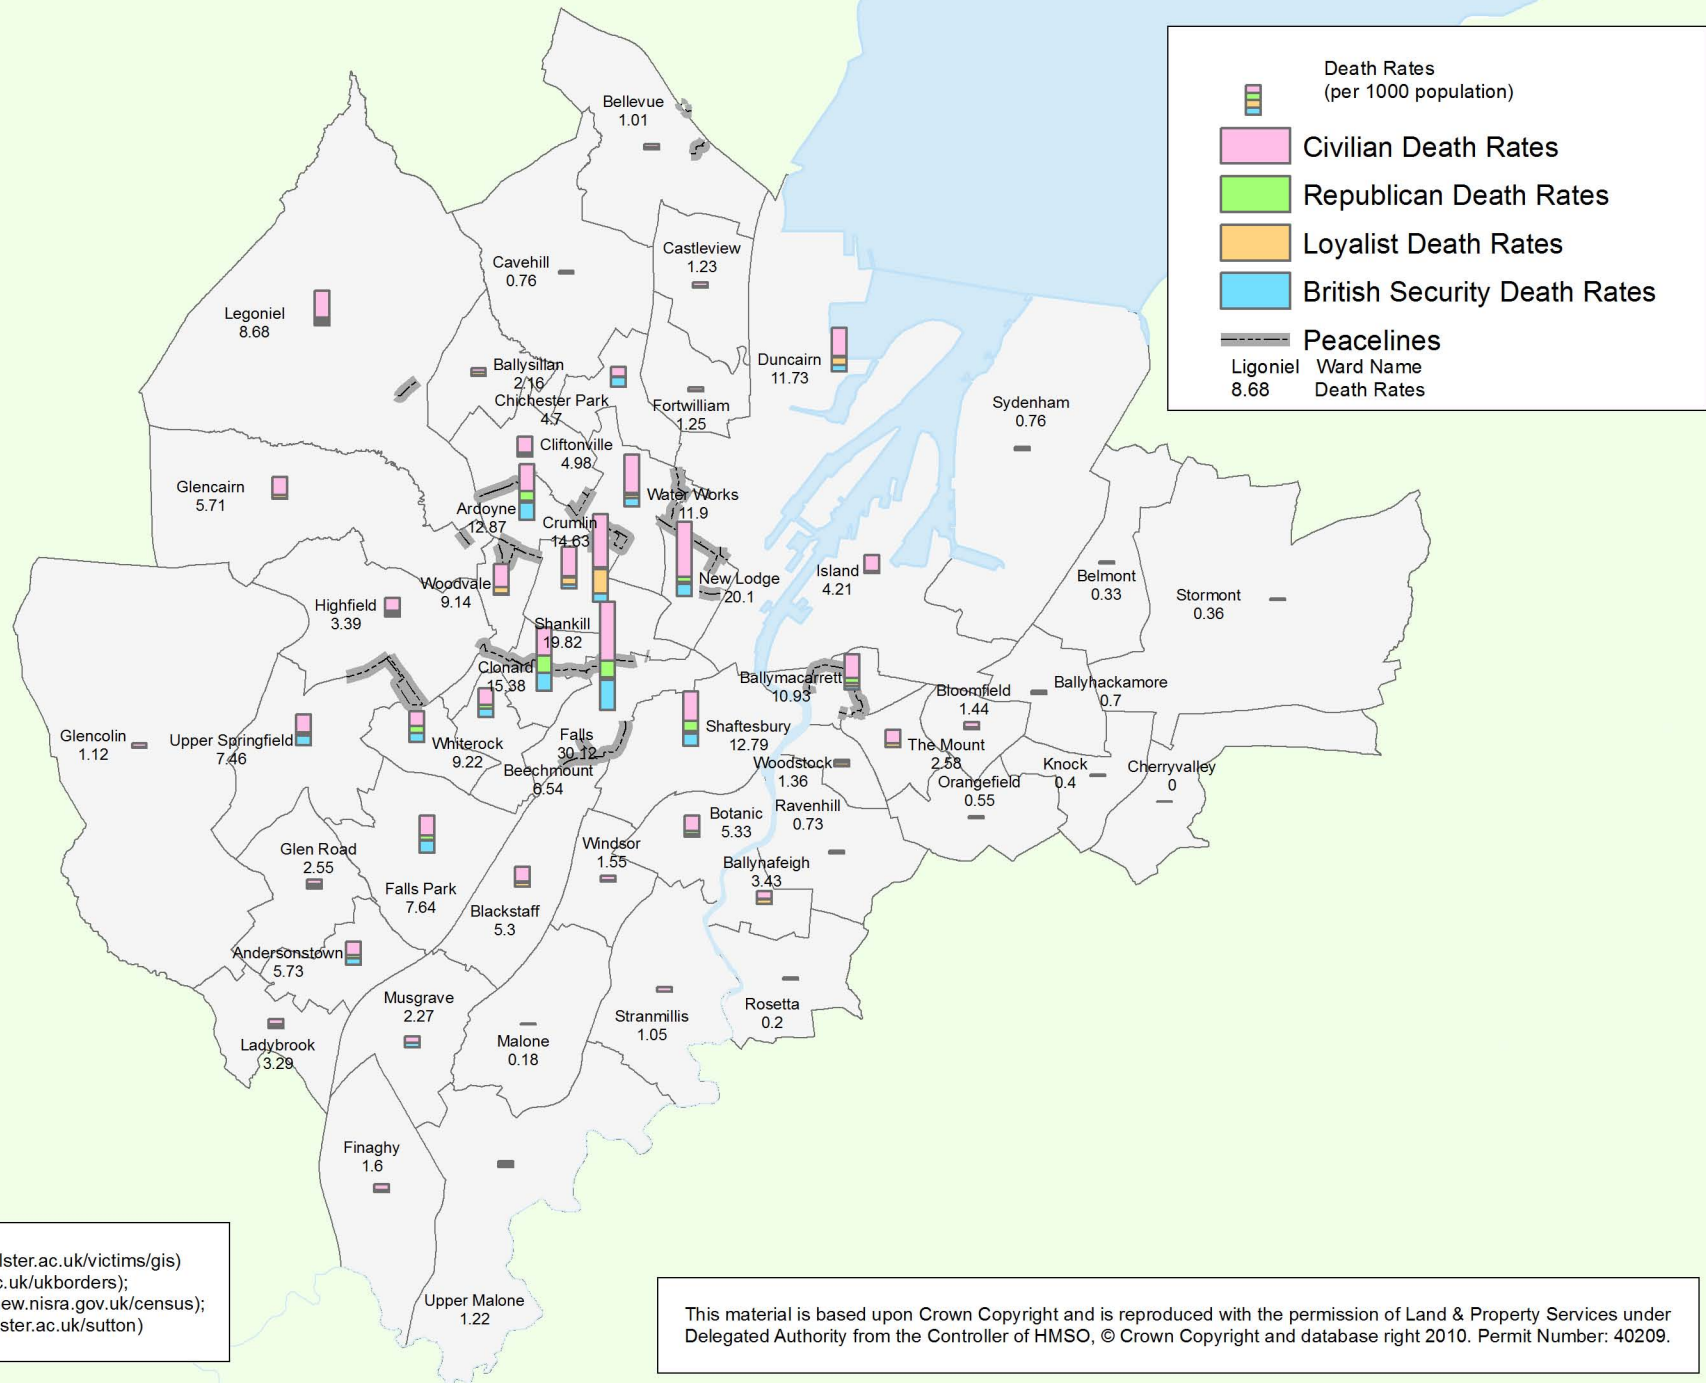 Death Rates
(per 1000 population)
Civilian Death Rates
Republican Death Rates
Loyalist Death Rates
British Security Death Rates
Peacelines
Ligoniel Ward Name
8.68 Death Rates
Bellevue
1.01
Castleview
1.23
Cavehill
0.76
Legoniel
8.68
Duncairn
11.73
Ballysillan
2.16
Chichester Park
4.7
Fortwilliam
1.25
Sydenham
0.76
Cliftonville
4.98
Glencairn
5.71
Water Works
11.9
Ardoyne
12.87
Crumlin
14.63
Woodvale
9.14
New Lodge
20.1
Island
4.21
Belmont
0.33
Stormont
0.36
Highfield
3.39
Shankill
19.82
Clonard
15.38
Ballymacarrett
10.93
Bloomfield
1.44
Ballyhackamore
0.7
Glencolin
1.12
Upper Springfield
7.46
Whiterock
9.22
Falls
30.12
Beechmount
6.54
Shaftesbury
12.79
Woodstock
1.36
The Mount
2.58
Orangefield
0.55
Knock
0.4
Cherryvalley
0
Botanic
5.33
Ravenhill
0.73
Glen Road
2.55
Windsor
1.55
Ballynafeigh
3.43
Falls Park
7.64
Blackstaff
5.3
Andersonstown
5.73
Musgrave
2.27
Rosetta
0.2
Stranmillis
1.05
Ladybrook
3.29
Malone
0.18
Finaghy
1.6
Upper Malone
1.22
lster.ac.uk/victims/gis)
c.uk/ukborders);
ew.nisra.gov.uk/census);
ster.ac.uk/sutton)
This material is based upon Crown Copyright and is reproduced with the permission of Land & Property Services under
Delegated Authority from the Controller of HMSO, © Crown Copyright and database right 2010. Permit Number: 40209.